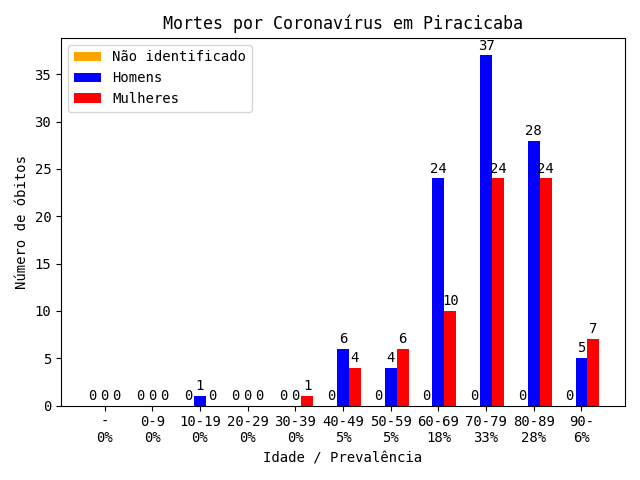 Mortes por Coronavírus em Piracicaba
Não identificado
Homens
Mulheres
Número de óbitos
35
30
25
20
15
10
5
0
0 0 0 0 0 0 0 1 0 0 0 0 0 0 1 0 6 4 0 4 6 0 24 10 0 37 24 0 28 24 0 5 7
- 0-9 10-19 20-29 30-39 40-49 50-59 60-69 70-79 80-89 90-
0% 0% 0% 0% 0% 5% 5% 18% 33% 28% 6%
Idade / Prevalência